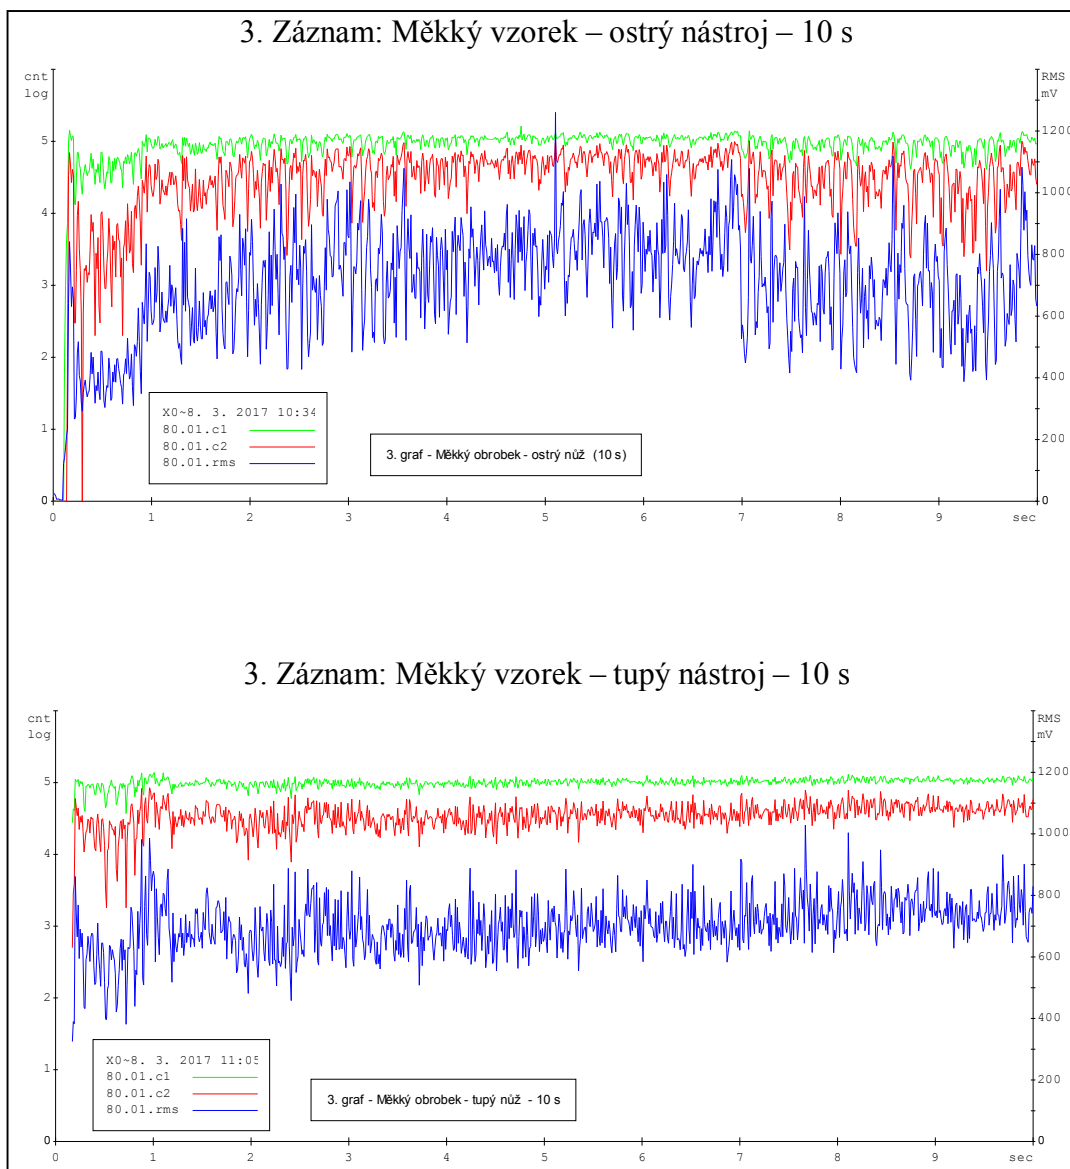 3. Záznam: Měkký vzorek – ostrý nástroj – 10 s
cnt
log
RMS
mV
5
4
3
2
1
0
1200
1000
800
600
400
200
0
X0~8. 3. 2017 10:34
80.01.c1
80.01.c2
80.01.rms
3. graf - Měkký obrobek - ostrý nůž (10 s)
0 1 2 3 4 5 6 7 8 9 sec
3. Záznam: Měkký vzorek – tupý nástroj – 10 s
cnt
log
RMS
mV
5
4
3
2
1
0
1200
1000
800
600
400
200
0
X0~8. 3. 2017 11:05
80.01.c1
80.01.c2
80.01.rms
3. graf - Měkký obrobek - tupý nůž - 10 s
0 1 2 3 4 5 6 7 8 9 sec